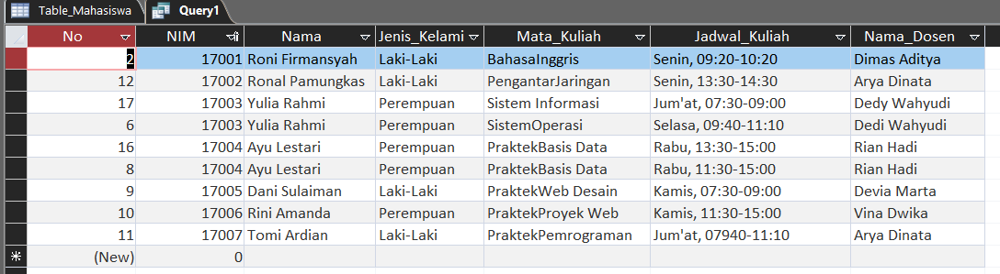 Table_Mahasiswa Query1
No NIM Nama Jenis_Kelami Mata_Kuliah Jadwal_Kuliah Nama_Dosen
2 17001 Roni Firmansyah Laki-Laki BahasaInggris Senin, 09:20-10:20 Dimas Aditya
12 17002 Ronal Pamungkas Laki-Laki PengantarJaringan Senin, 13:30-14:30 Arya Dinata
17 17003 Yulia Rahmi Perempuan Sistem Informasi Jum'at, 07:30-09:00 Dedy Wahyudi
6 17003 Yulia Rahmi Perempuan SistemOperasi Selasa, 09:40-11:10 Dedi Wahyudi
16 17004 Ayu Lestari Perempuan PraktekBasis Data Rabu, 13:30-15:00 Rian Hadi
8 17004 Ayu Lestari Perempuan PraktekBasis Data Rabu, 11:30-15:00 Rian Hadi
9 17005 Dani Sulaiman Laki-Laki PraktekWeb Desain Kamis, 07:30-09:00 Devia Marta
10 17006 Rini Amanda Perempuan PraktekProyek Web Kamis, 11:30-15:00 Vina Dwika
11 17007 Tomi Ardian Laki-Laki PraktekPemrograman Jum'at, 07940-11:10 Arya Dinata
(New) 0